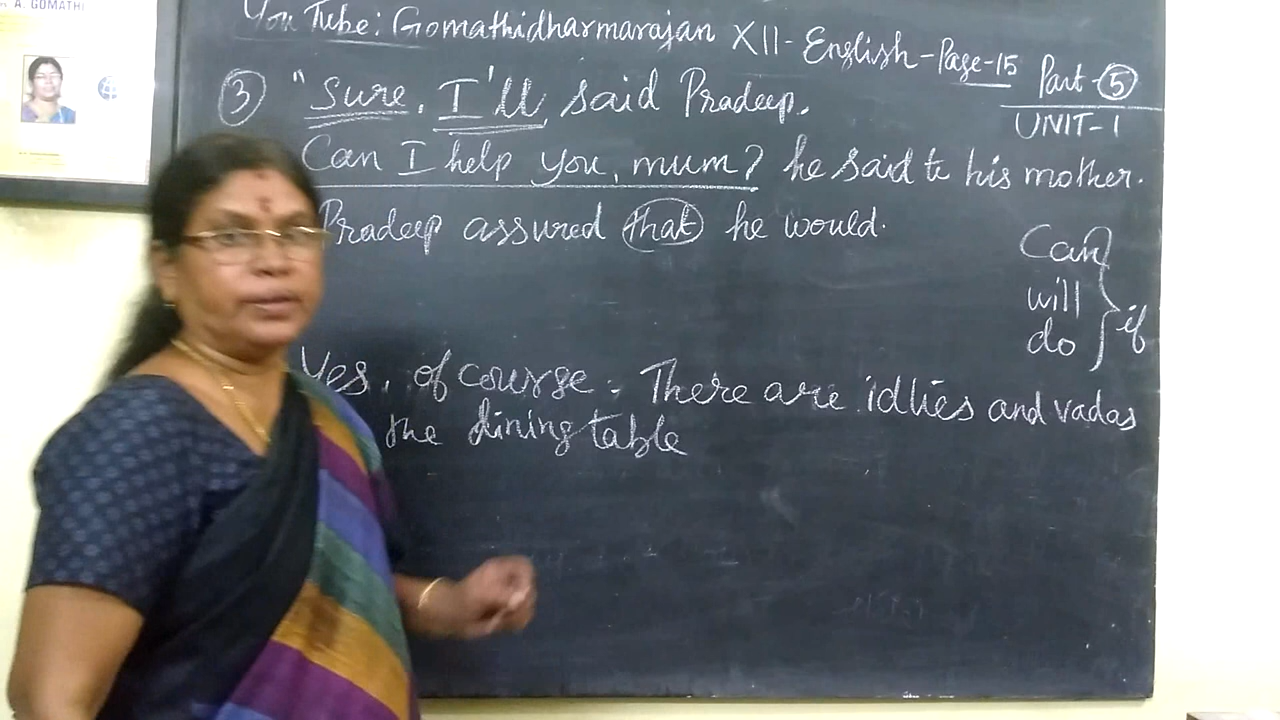 A. GOMATHI
YouTube: Gomathidharmarajan XII - English - Page - 15
Part - 5
UNIT - 1
3 "Sure. I'll, said Pradeep.
Can I help you, mum? he said to his mother.
Pradeep assured that he would.
Can
will
do
} if
Yes, of course. There are idlies and vadas
the dining table